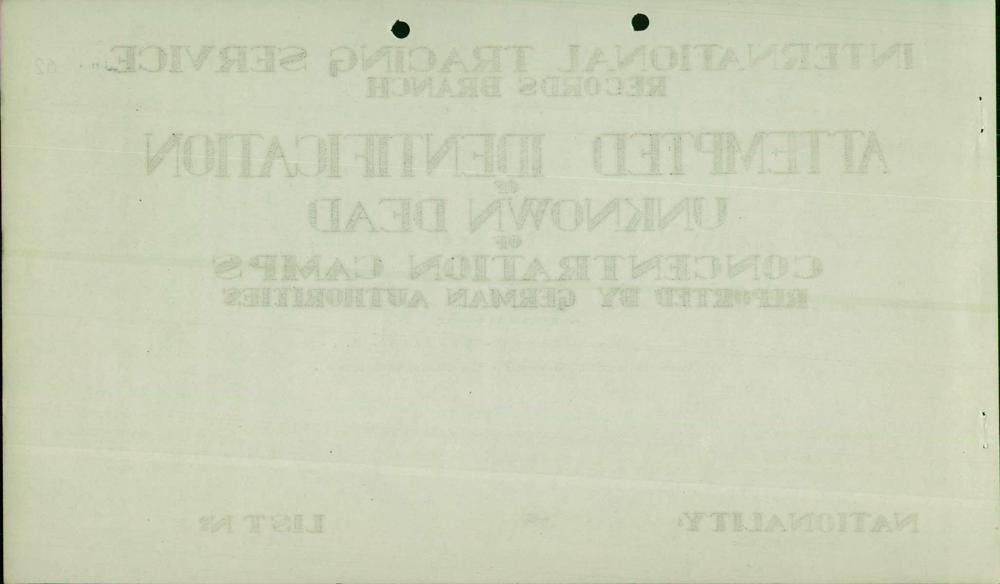 INTERNATIONAL TRACING SERVICE
RECORDS BRANCH
ATTEMPTED IDENTIFICATION
OF
UNKNOWN DEAD
OF
CONCENTRATION CAMPS
REPORTED BY GERMAN AUTHORITIES
NATIONALITY: LIST Nº